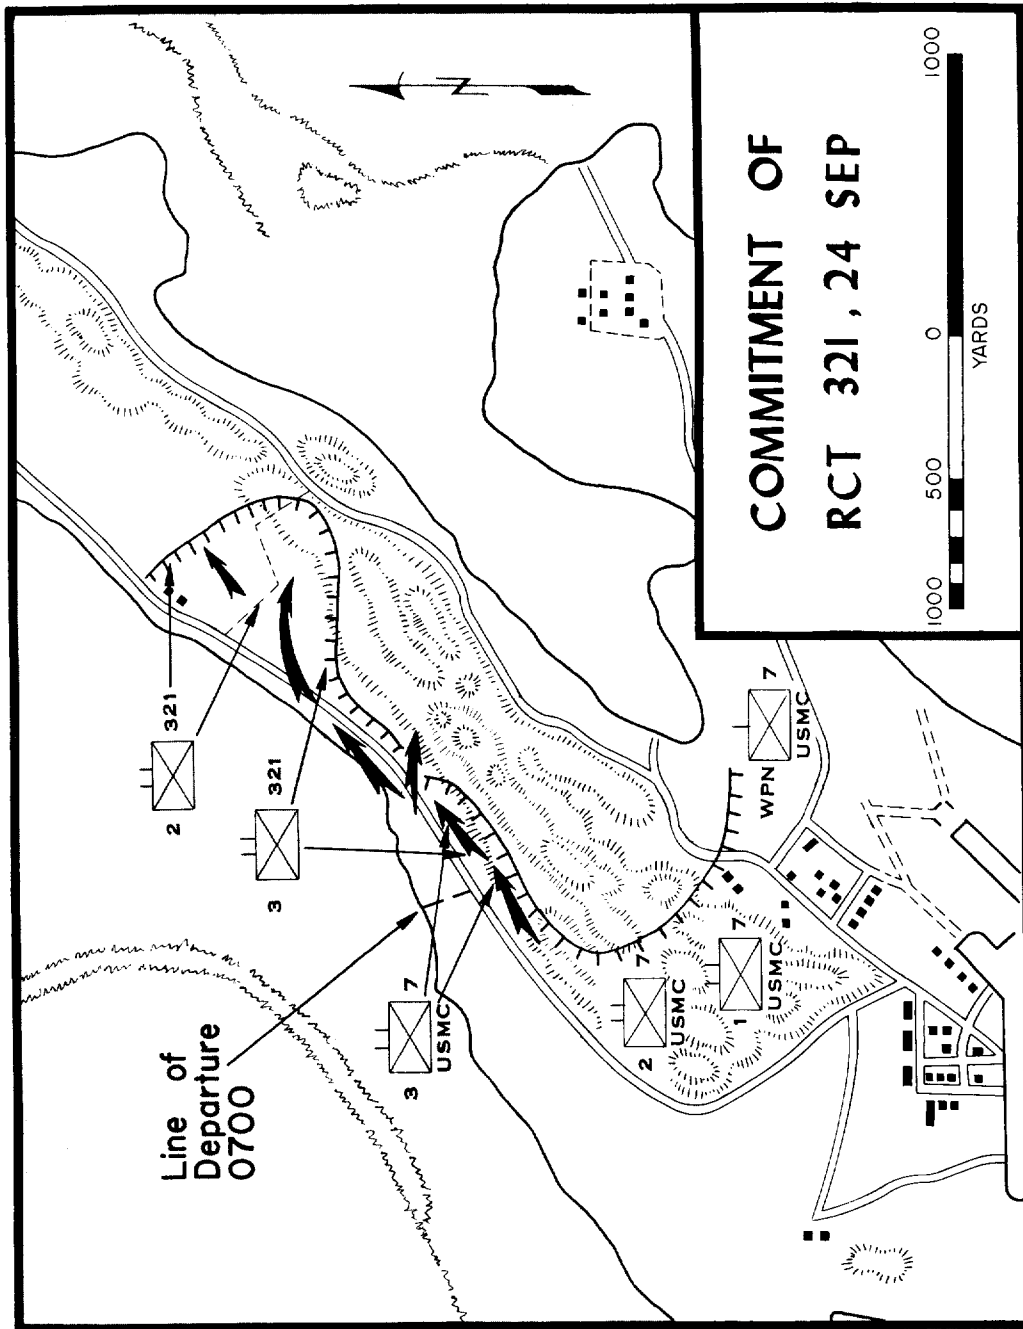 COMMITMENT OF
RCT 321, 24 SEP
1000 500 0 1000
YARDS
Line of
Departure
0700
2 321
3 321
3 7
USMC
2 7
USMC
1 7
USMC
WPN 7
USMC
N